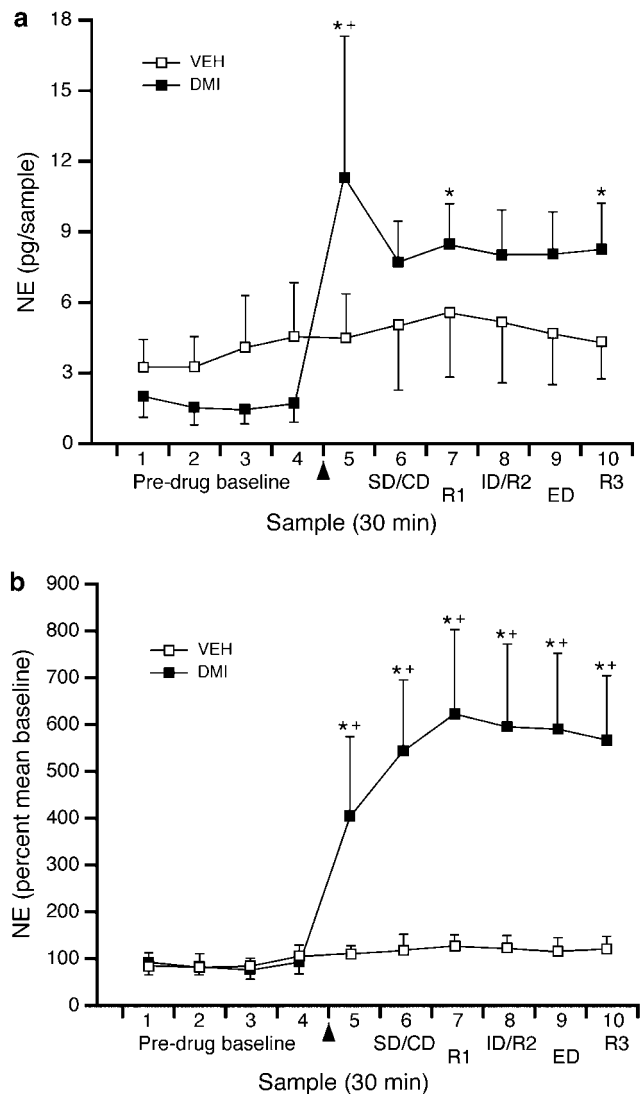 a
18
15
12
9
6
3
0
NE (pg/sample)
VEH
DMI
*+
*
*
1 2 3 4 5 6 7 8 9 10
Pre-drug baseline SD/CD R1 ID/R2 ED R3
Sample (30 min)
b
900
800
700
600
500
400
300
200
100
0
NE (percent mean baseline)
VEH
DMI
*+
*+
*+
*+
*+
*+
1 2 3 4 5 6 7 8 9 10
Pre-drug baseline SD/CD R1 ID/R2 ED R3
Sample (30 min)